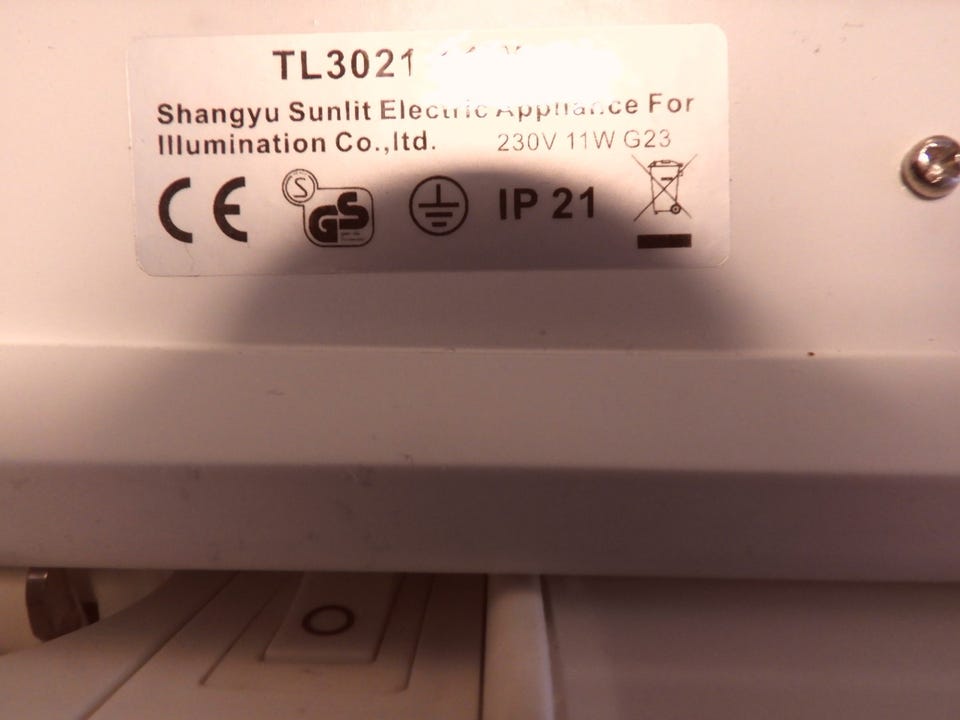 TL3021
Shangyu Sunlit Electric Appliance For
Illumination Co.,ltd. 230V 11W G23
CE S GS IP 21
O